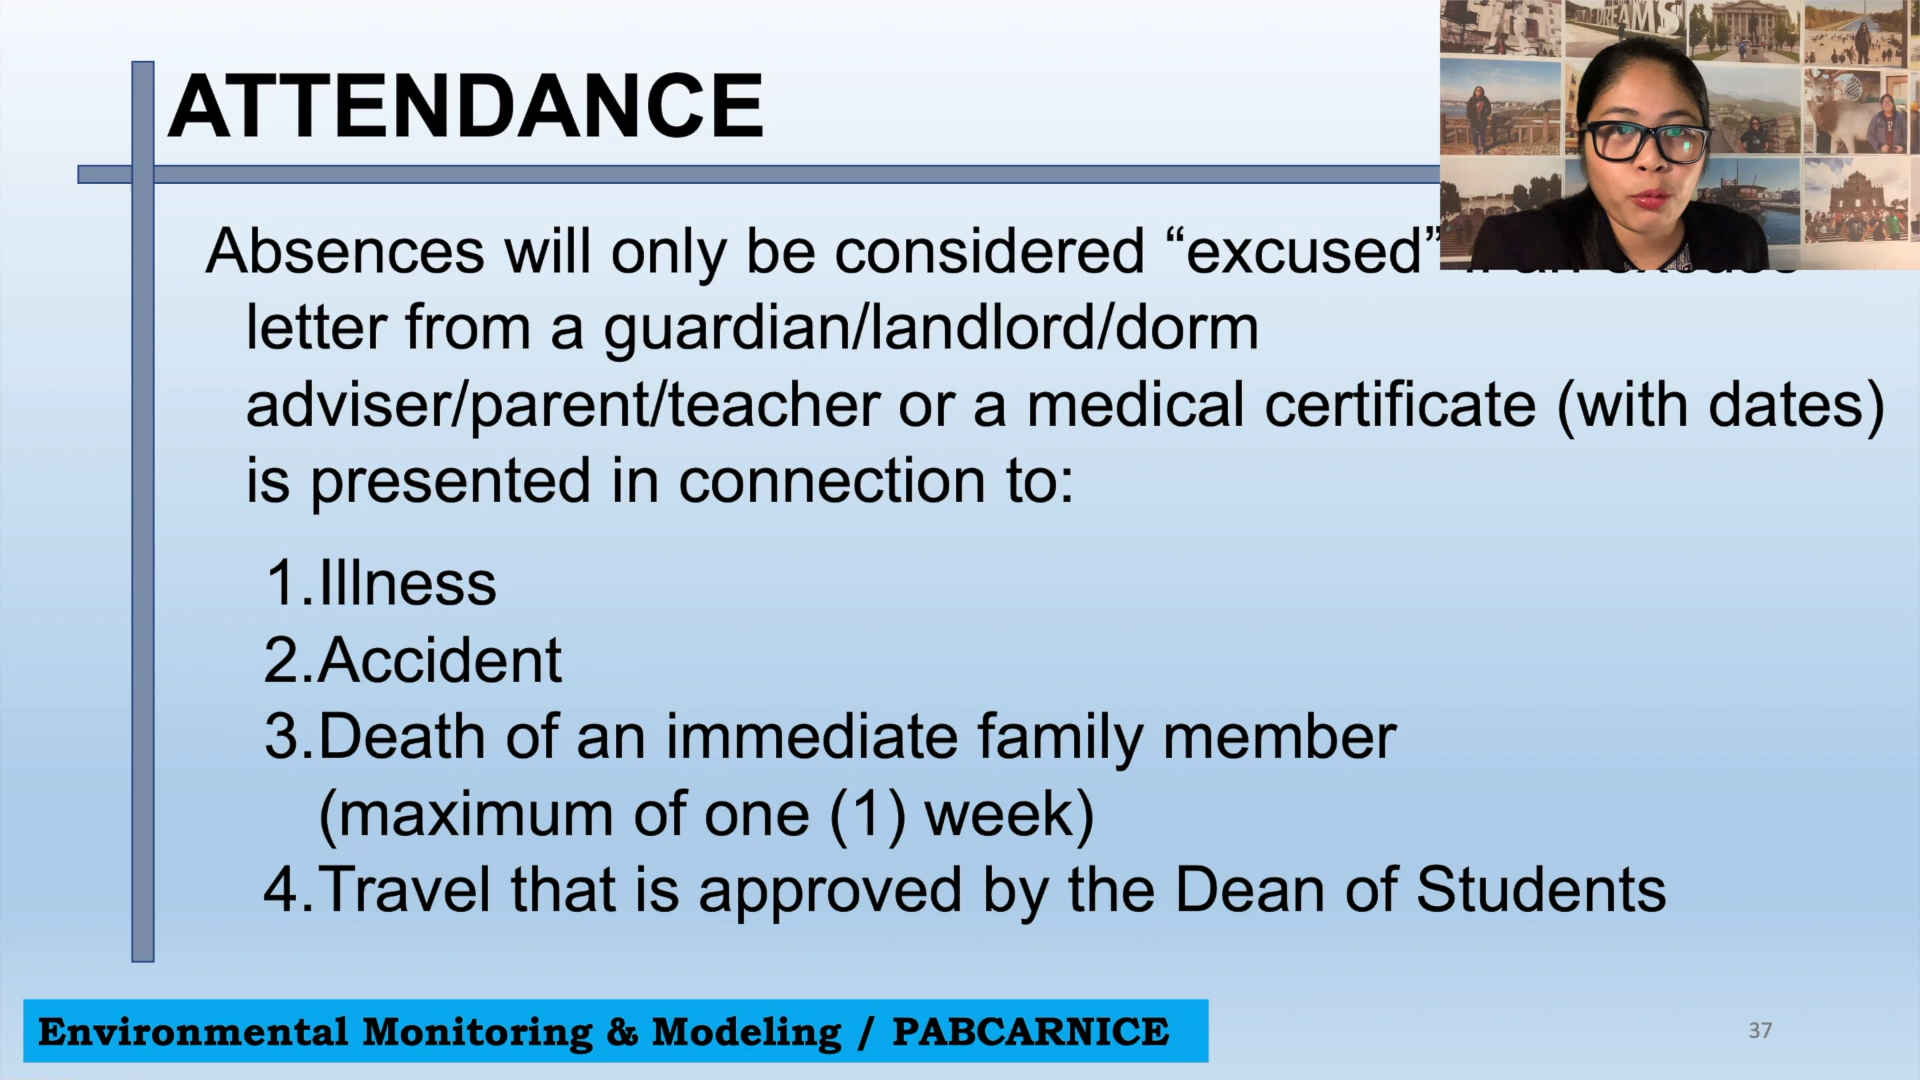 DREAMS
ATTENDANCE
Absences will only be considered “excused”
letter from a guardian/landlord/dorm
adviser/parent/teacher or a medical certificate (with dates)
is presented in connection to:
1.Illness
2.Accident
3.Death of an immediate family member
(maximum of one (1) week)
4.Travel that is approved by the Dean of Students
Environmental Monitoring & Modeling / PABCARNICE
37